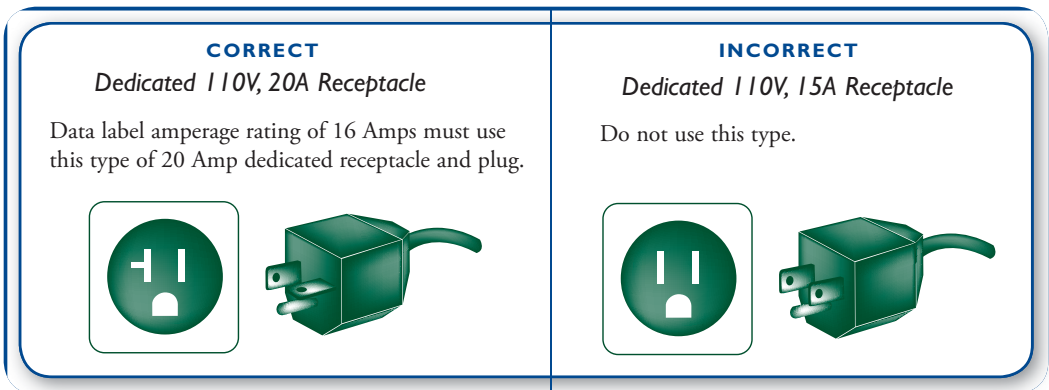 CORRECT
Dedicated 110V, 20A Receptacle
Data label amperage rating of 16 Amps must use
this type of 20 Amp dedicated receptacle and plug.
INCORRECT
Dedicated 110V, 15A Receptacle
Do not use this type.